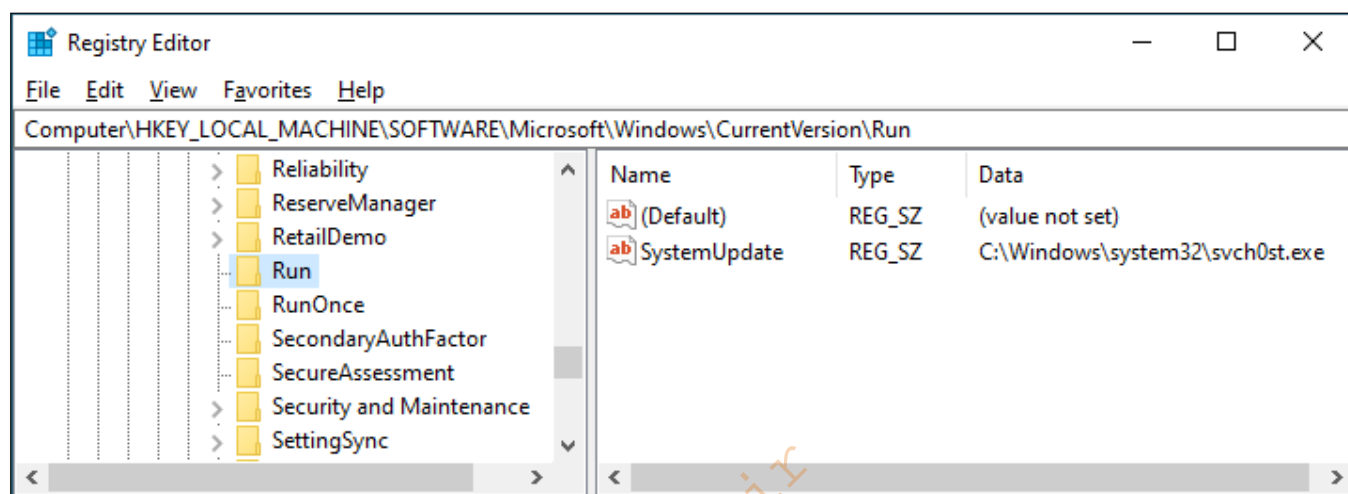 Registry Editor
File Edit View Favorites Help
Computer\HKEY_LOCAL_MACHINE\SOFTWARE\Microsoft\Windows\CurrentVersion\Run
Reliability
ReserveManager
RetailDemo
Run
RunOnce
SecondaryAuthFactor
SecureAssessment
Security and Maintenance
SettingSync
Name Type Data
(Default) REG_SZ (value not set)
SystemUpdate REG_SZ C:\Windows\system32\svch0st.exe